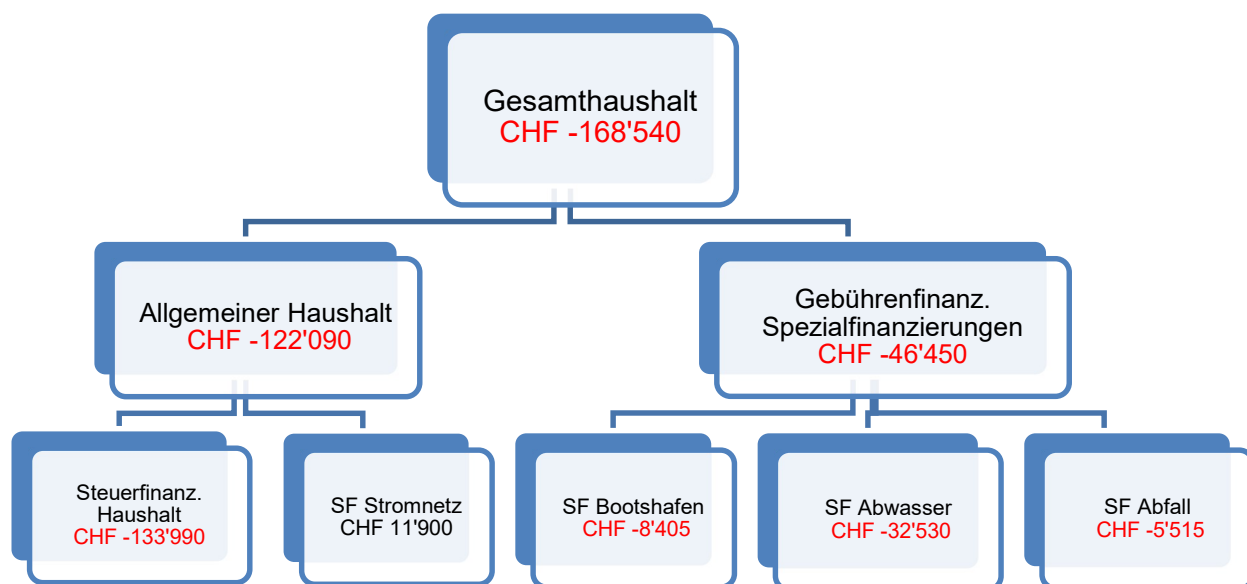 Gesamthaushalt
CHF -168'540
Allgemeiner Haushalt
CHF -122'090
Gebührenfinanz.
Spezialfinanzierungen
CHF -46'450
Steuerfinanz.
Haushalt
CHF -133'990
SF Stromnetz
CHF 11'900
SF Bootshafen
CHF -8'405
SF Abwasser
CHF -32'530
SF Abfall
CHF -5'515